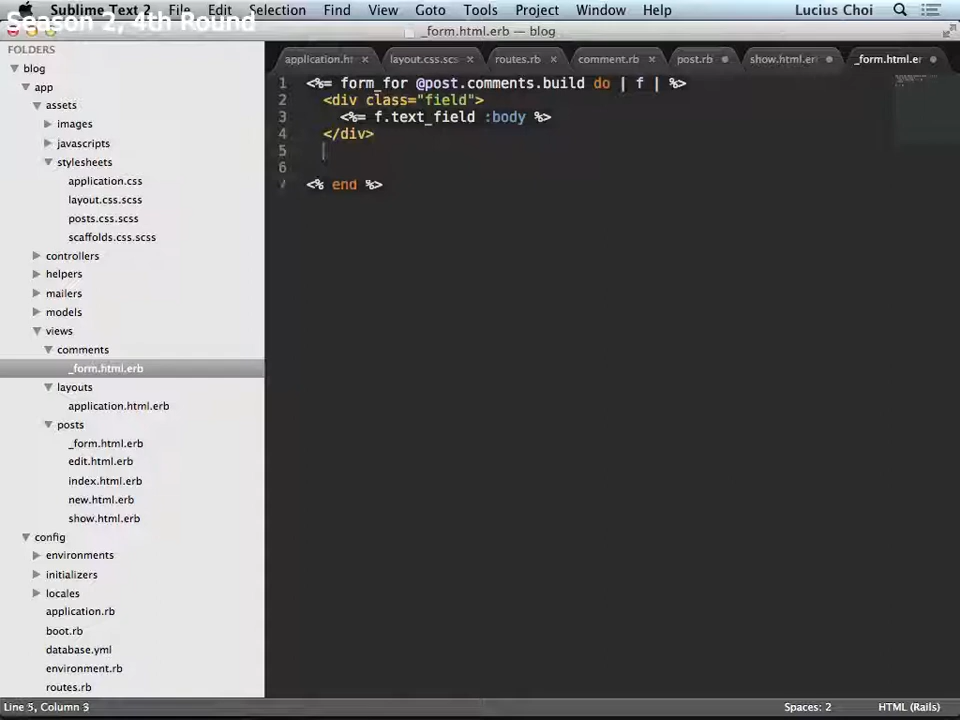 Sublime Text 2 File Edit Selection Find View Goto Tools Project Window Help Lucius Choi
Season 2, 4th Round
_form.html.erb — blog
FOLDERS
application.ht × layout.css.scs × routes.rb × comment.rb × post.rb show.html.er _form.html.e
blog
app
assets
images
javascripts
stylesheets
application.css
layout.css.scss
posts.css.scss
scaffolds.css.scss
controllers
helpers
mailers
models
views
comments
_form.html.erb
layouts
application.html.erb
posts
_form.html.erb
edit.html.erb
index.html.erb
new.html.erb
show.html.erb
config
environments
initializers
locales
application.rb
boot.rb
database.yml
environment.rb
routes.rb
1 <%= form_for @post.comments.build do | f | %>
2 <div class="field">
3 <%= f.text_field :body %>
4 </div>
5
6
7 <% end %>
Line 5, Column 3 Spaces: 2 HTML (Rails)